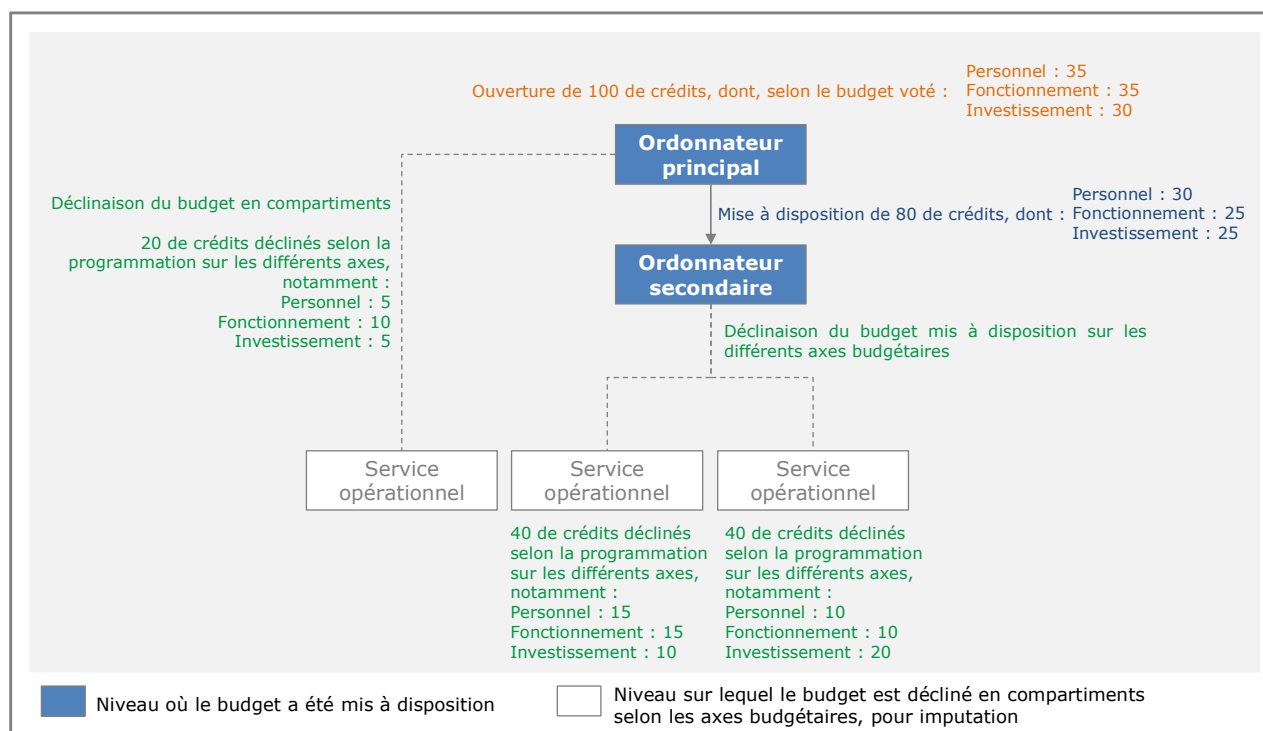 Ouverture de 100 de crédits, dont, selon le budget voté :
Personnel : 35
Fonctionnement : 35
Investissement : 30
Ordonnateur
principal
Déclinaison du budget en compartiments
20 de crédits déclinés selon la
programmation sur les différents axes,
notamment :
Personnel : 5
Fonctionnement : 10
Investissement : 5
Mise à disposition de 80 de crédits, dont :
Personnel : 30
Fonctionnement : 25
Investissement : 25
Ordonnateur
secondaire
Déclinaison du budget mis à disposition sur les
différents axes budgétaires
Service
opérationnel
Service
opérationnel
Service
opérationnel
40 de crédits déclinés
selon la programmation
sur les différents axes,
notamment :
Personnel : 15
Fonctionnement : 15
Investissement : 10
40 de crédits déclinés
selon la programmation
sur les différents axes,
notamment :
Personnel : 10
Fonctionnement : 10
Investissement : 20
Niveau où le budget a été mis à disposition
Niveau sur lequel le budget est décliné en compartiments
selon les axes budgétaires, pour imputation